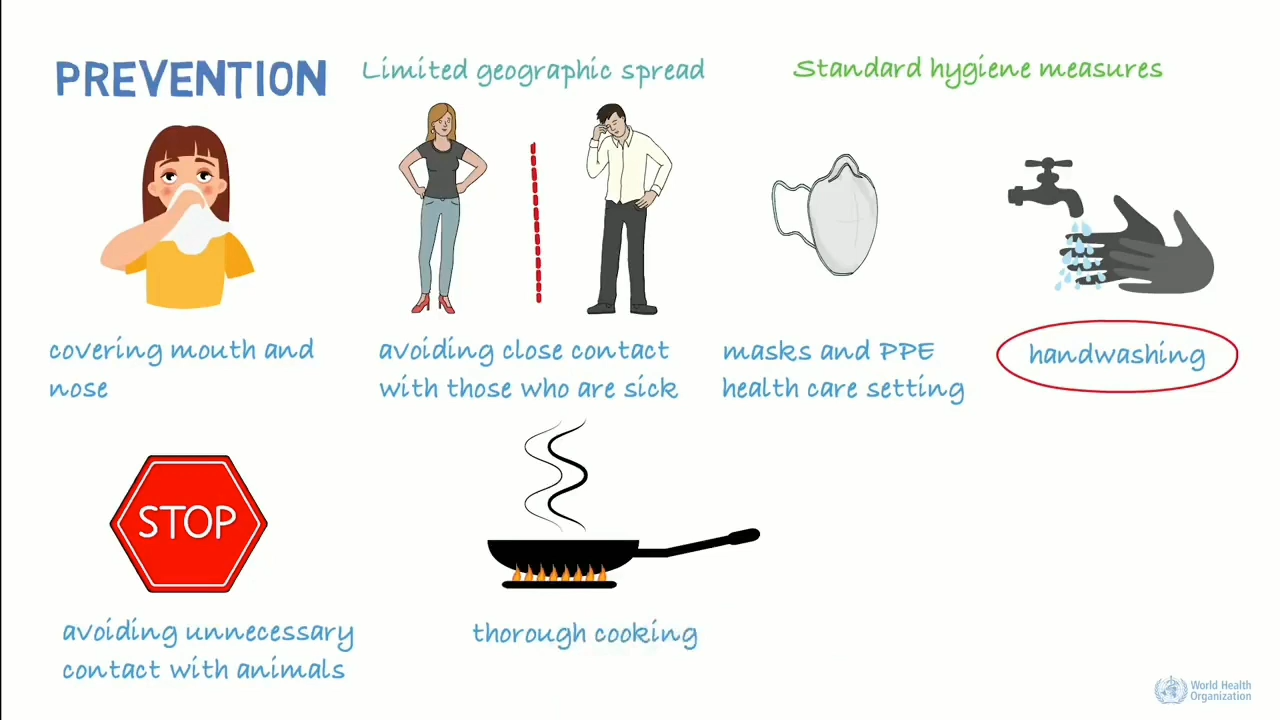 PREVENTION
Limited geographic spread
Standard hygiene measures
covering mouth and
nose
avoiding close contact
with those who are sick
masks and PPE
health care setting
handwashing
STOP
avoiding unnecessary
contact with animals
thorough cooking
World Health
Organization